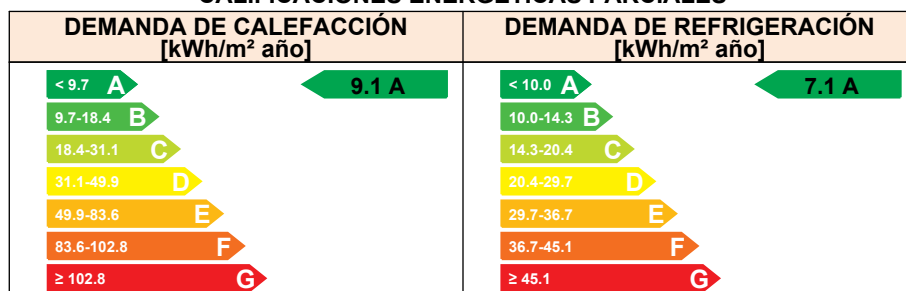 CALIFICACIONES ENERGÉTICAS PARCIALES
DEMANDA DE CALEFACCIÓN
[kWh/m² año]
< 9.7 A
9.1 A
9.7-18.4 B
18.4-31.1 C
31.1-49.9 D
49.9-83.6 E
83.6-102.8 F
≥ 102.8 G
DEMANDA DE REFRIGERACIÓN
[kWh/m² año]
< 10.0 A
7.1 A
10.0-14.3 B
14.3-20.4 C
20.4-29.7 D
29.7-36.7 E
36.7-45.1 F
≥ 45.1 G